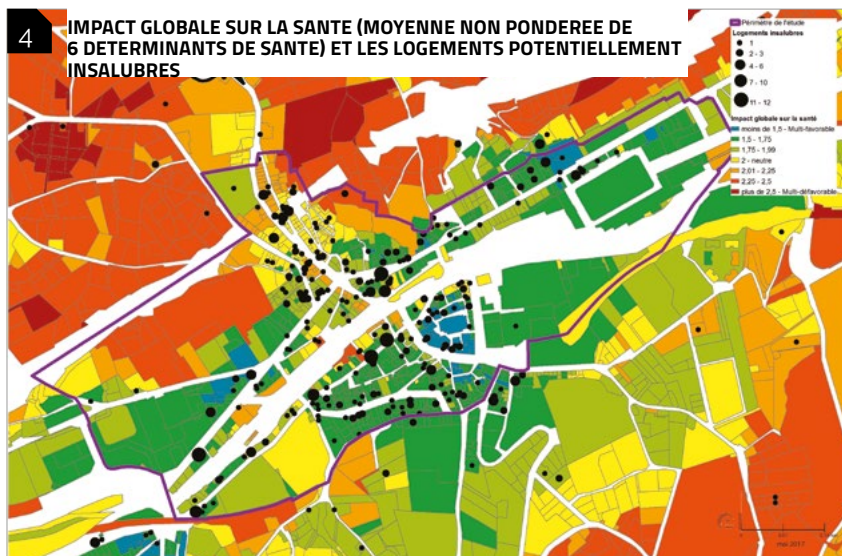 4
IMPACT GLOBALE SUR LA SANTE (MOYENNE NON PONDEREE DE
6 DETERMINANTS DE SANTE) ET LES LOGEMENTS POTENTIELLEMENT
INSALUBRES
Périmètre de l'étude
Logements insalubres
1
2 - 3
4 - 6
7 - 10
11 - 12
Impact globale sur la santé
moins de 1,5 - Multi-favorable
1,5 - 1,75
1,75 - 1,99
2 - neutre
2,01 - 2,25
2,25 - 2,5
plus de 2,5 - Multi-défavorable
mai 2017